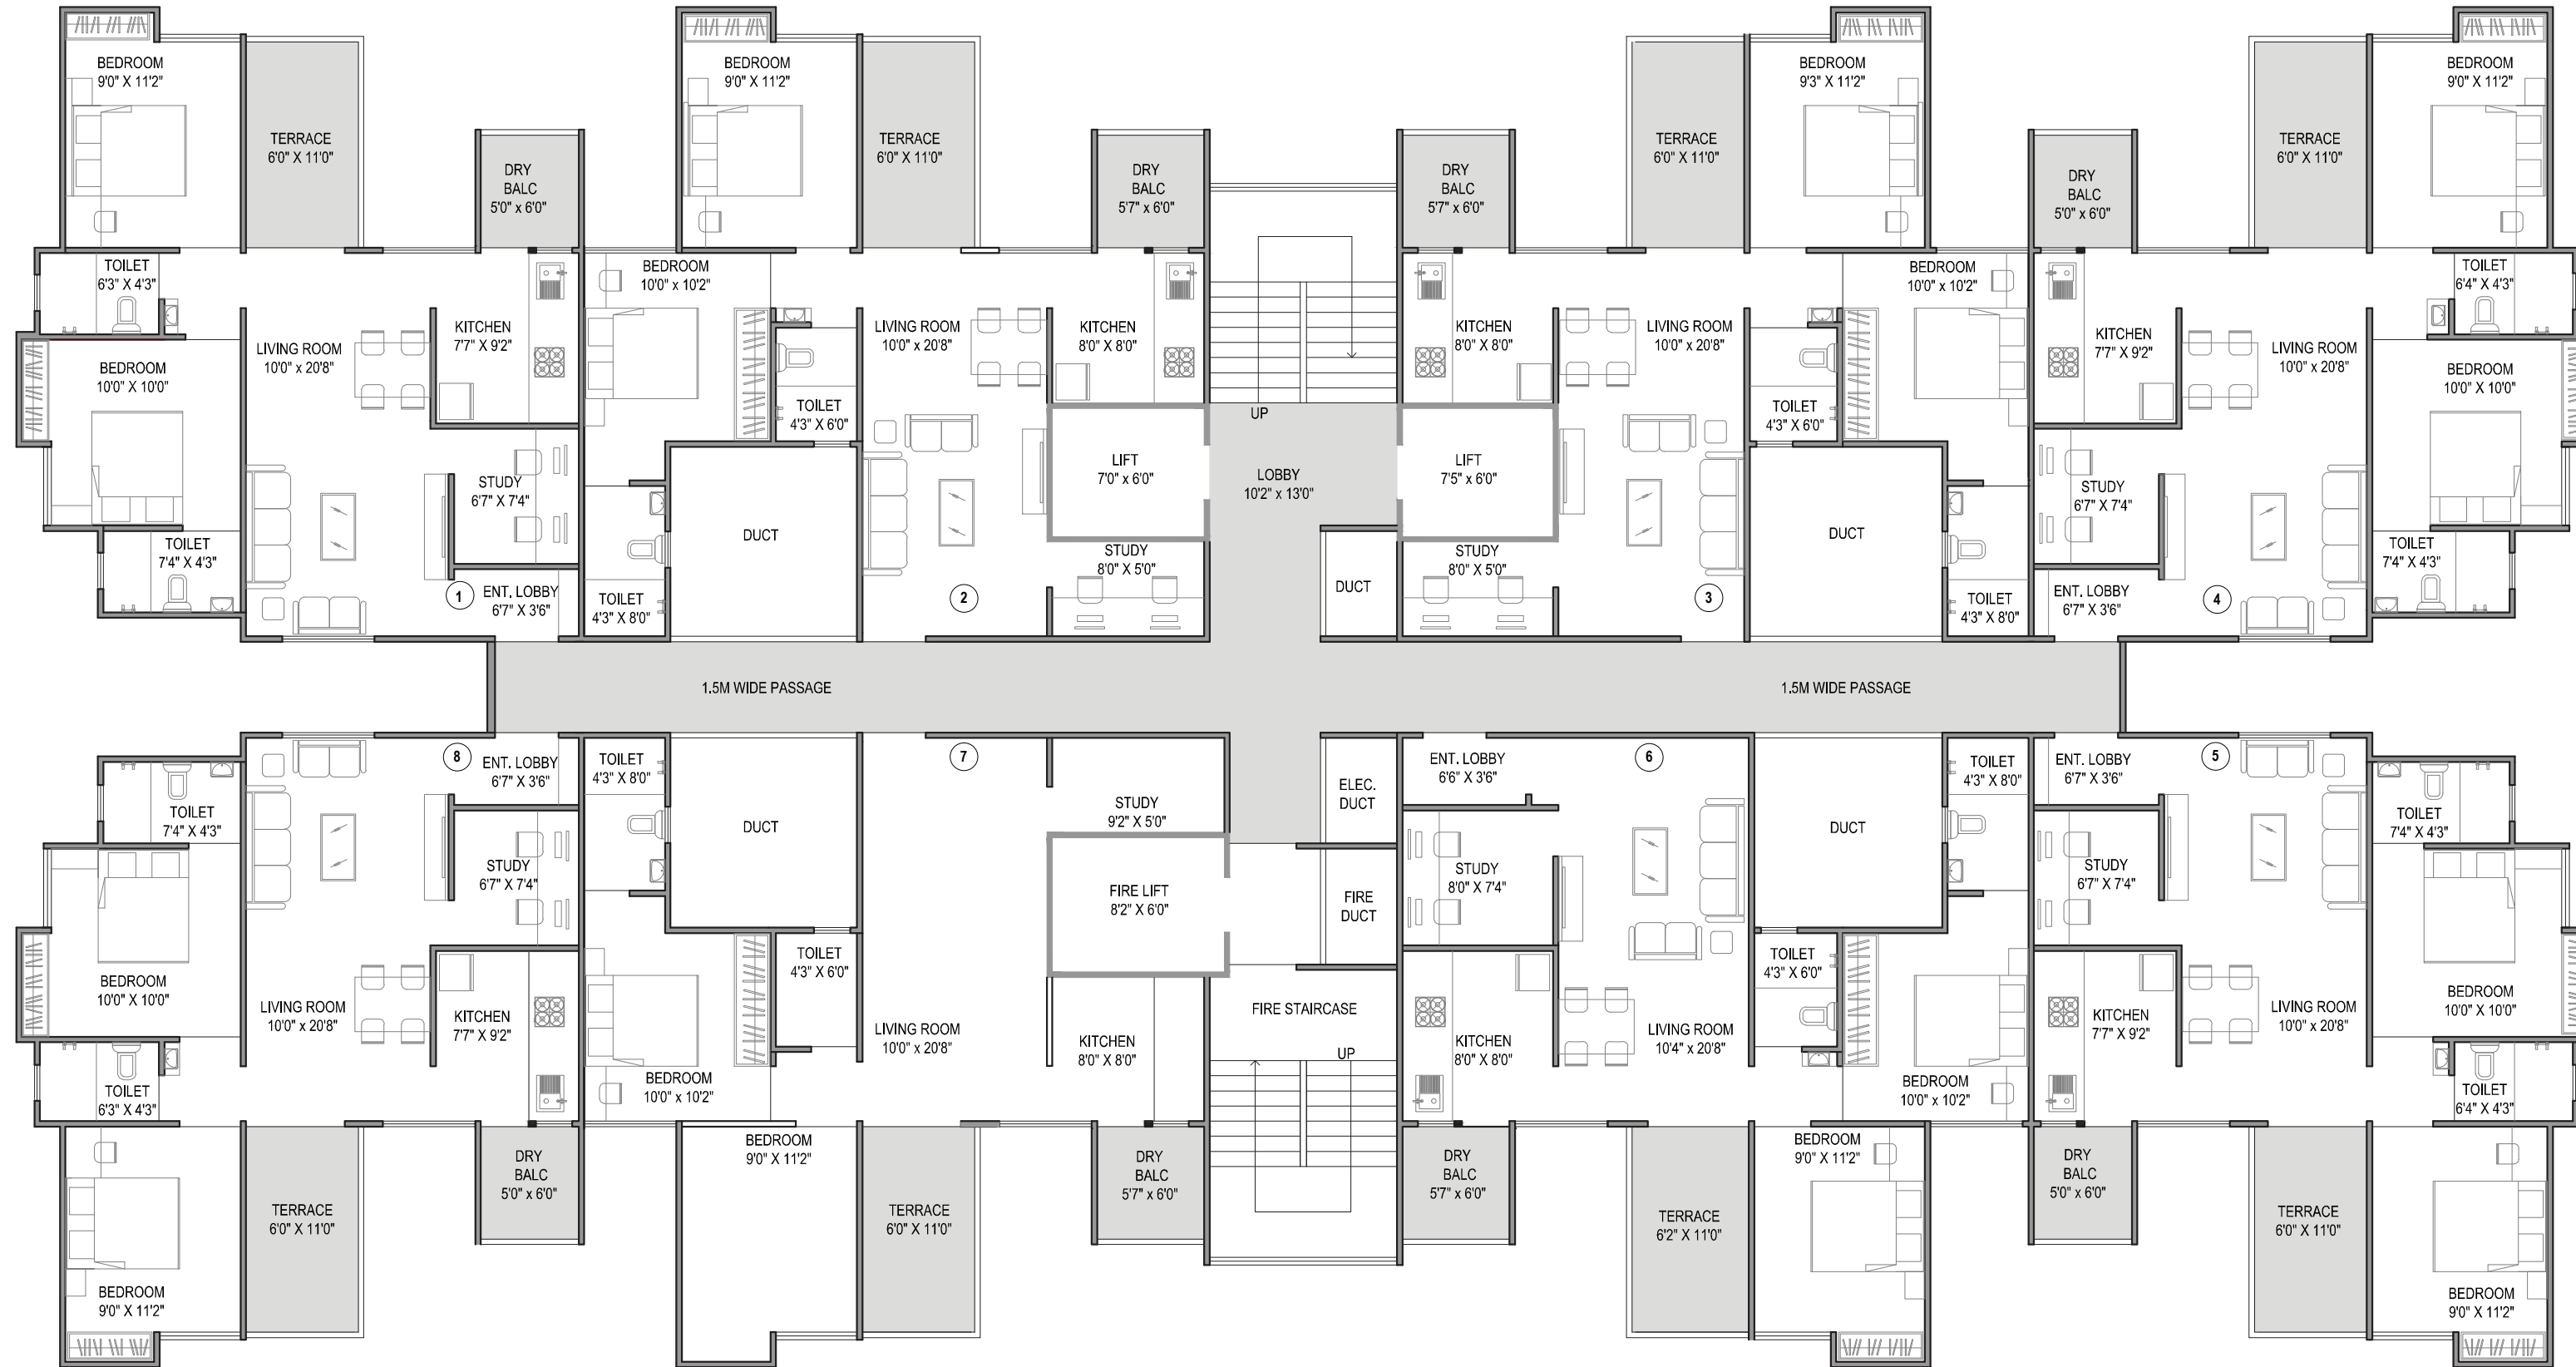 BEDROOM
9'0" X 11'2"
TERRACE
6'0" X 11'0"
DRY
BALC
5'0" x 6'0"
TOILET
6'3" X 4'3"
LIVING ROOM
10'0" x 20'8"
KITCHEN
7'7" X 9'2"
BEDROOM
10'0" X 10'0"
STUDY
6'7" X 7'4"
TOILET
7'4" X 4'3"
1
ENT. LOBBY
6'7" X 3'6"
BEDROOM
9'0" X 11'2"
TERRACE
6'0" X 11'0"
DRY
BALC
5'7" x 6'0"
BEDROOM
10'0" x 10'2"
LIVING ROOM
10'0" x 20'8"
KITCHEN
8'0" X 8'0"
TOILET
4'3" X 6'0"
DUCT
TOILET
4'3" X 8'0"
2
STUDY
8'0" X 5'0"
LIFT
7'0" x 6'0"
UP
LOBBY
10'2" x 13'0"
LIFT
7'5" x 6'0"
DUCT
DRY
BALC
5'7" x 6'0"
TERRACE
6'0" X 11'0"
BEDROOM
9'3" X 11'2"
KITCHEN
8'0" X 8'0"
LIVING ROOM
10'0" x 20'8"
BEDROOM
10'0" x 10'2"
TOILET
4'3" X 6'0"
STUDY
8'0" X 5'0"
3
DUCT
TOILET
4'3" X 8'0"
DRY
BALC
5'0" x 6'0"
TERRACE
6'0" X 11'0"
BEDROOM
9'0" X 11'2"
TOILET
6'4" X 4'3"
KITCHEN
7'7" X 9'2"
LIVING ROOM
10'0" x 20'8"
BEDROOM
10'0" X 10'0"
STUDY
6'7" X 7'4"
TOILET
7'4" X 4'3"
ENT. LOBBY
6'7" X 3'6"
4
1.5M WIDE PASSAGE
1.5M WIDE PASSAGE
8
ENT. LOBBY
6'7" X 3'6"
TOILET
7'4" X 4'3"
STUDY
6'7" X 7'4"
BEDROOM
10'0" X 10'0"
LIVING ROOM
10'0" x 20'8"
KITCHEN
7'7" X 9'2"
TOILET
6'3" X 4'3"
DRY
BALC
5'0" x 6'0"
TERRACE
6'0" X 11'0"
BEDROOM
9'0" X 11'2"
TOILET
4'3" X 8'0"
DUCT
7
STUDY
9'2" X 5'0"
TOILET
4'3" X 6'0"
LIVING ROOM
10'0" x 20'8"
KITCHEN
8'0" X 8'0"
BEDROOM
10'0" x 10'2"
BEDROOM
9'0" X 11'2"
TERRACE
6'0" X 11'0"
DRY
BALC
5'7" x 6'0"
FIRE LIFT
8'2" X 6'0"
ELEC.
DUCT
FIRE
DUCT
FIRE STAIRCASE
UP
ENT. LOBBY
6'6" X 3'6"
6
STUDY
8'0" X 7'4"
DUCT
TOILET
4'3" X 8'0"
TOILET
4'3" X 6'0"
KITCHEN
8'0" X 8'0"
LIVING ROOM
10'4" x 20'8"
BEDROOM
10'0" x 10'2"
DRY
BALC
5'7" x 6'0"
TERRACE
6'2" X 11'0"
BEDROOM
9'0" X 11'2"
ENT. LOBBY
6'7" X 3'6"
5
TOILET
7'4" X 4'3"
STUDY
6'7" X 7'4"
BEDROOM
10'0" X 10'0"
KITCHEN
7'7" X 9'2"
LIVING ROOM
10'0" x 20'8"
TOILET
6'4" X 4'3"
DRY
BALC
5'0" x 6'0"
TERRACE
6'0" X 11'0"
BEDROOM
9'0" X 11'2"